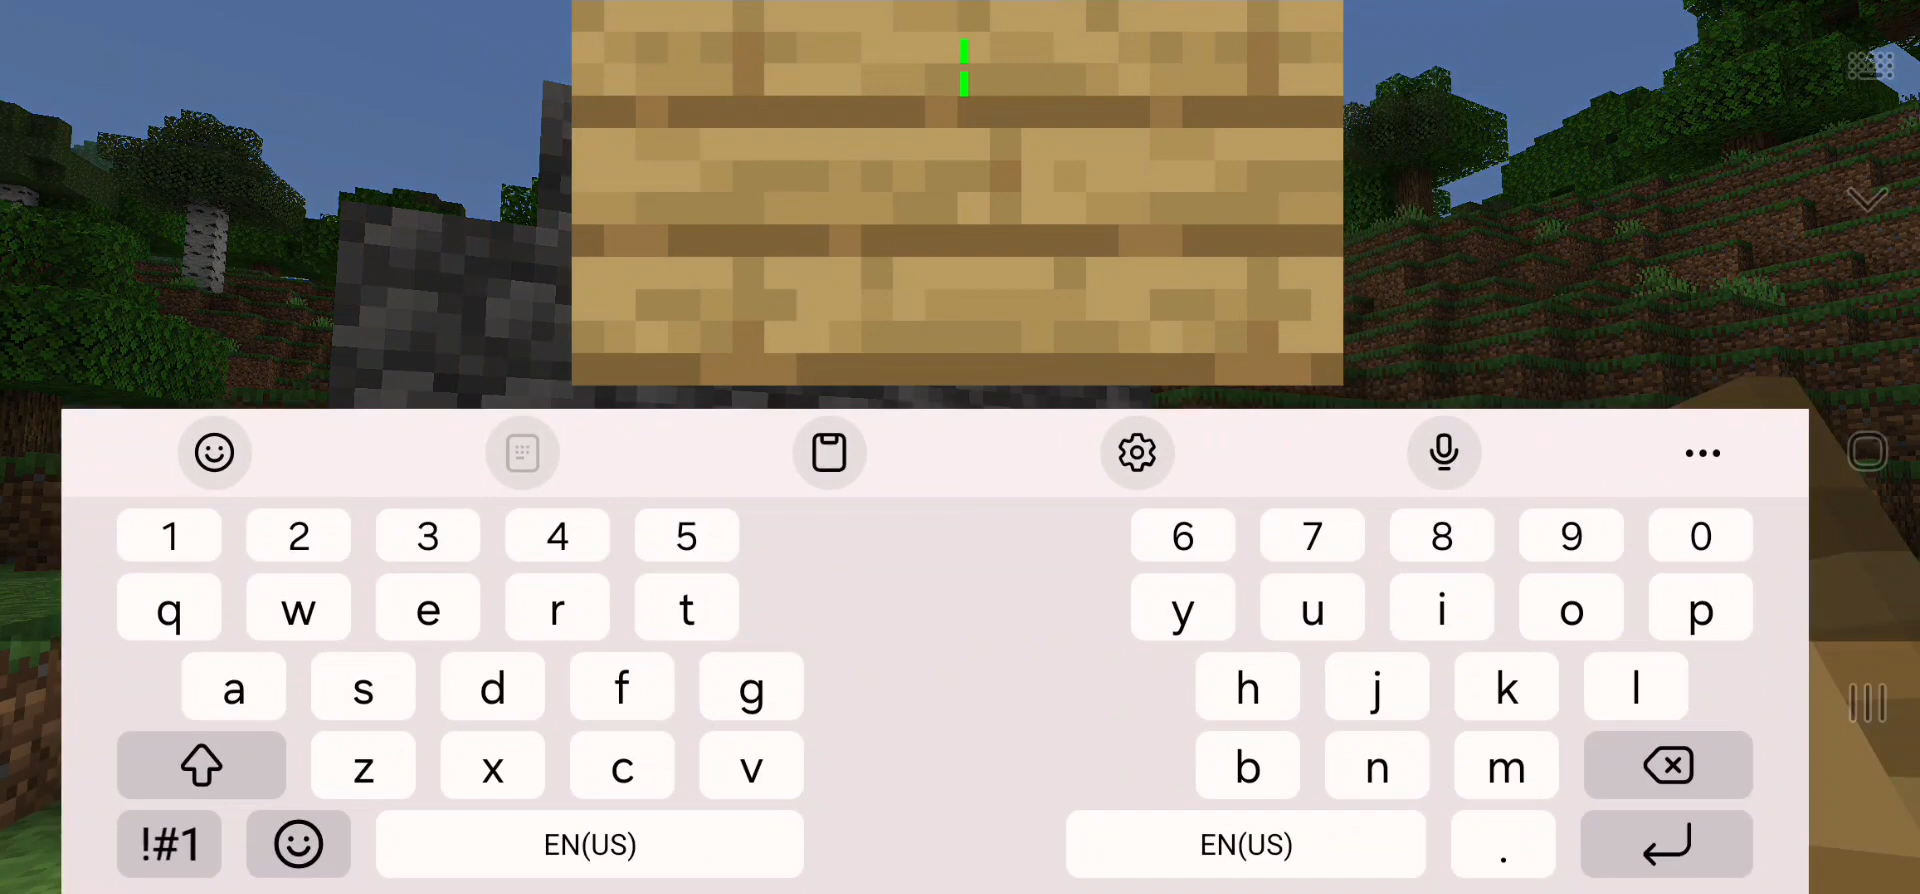 1 2 3 4 5 6 7 8 9 0
q w e r t y u i o p
a s d f g h j k l
z x c v b n m
!#1 EN(US) EN(US) .